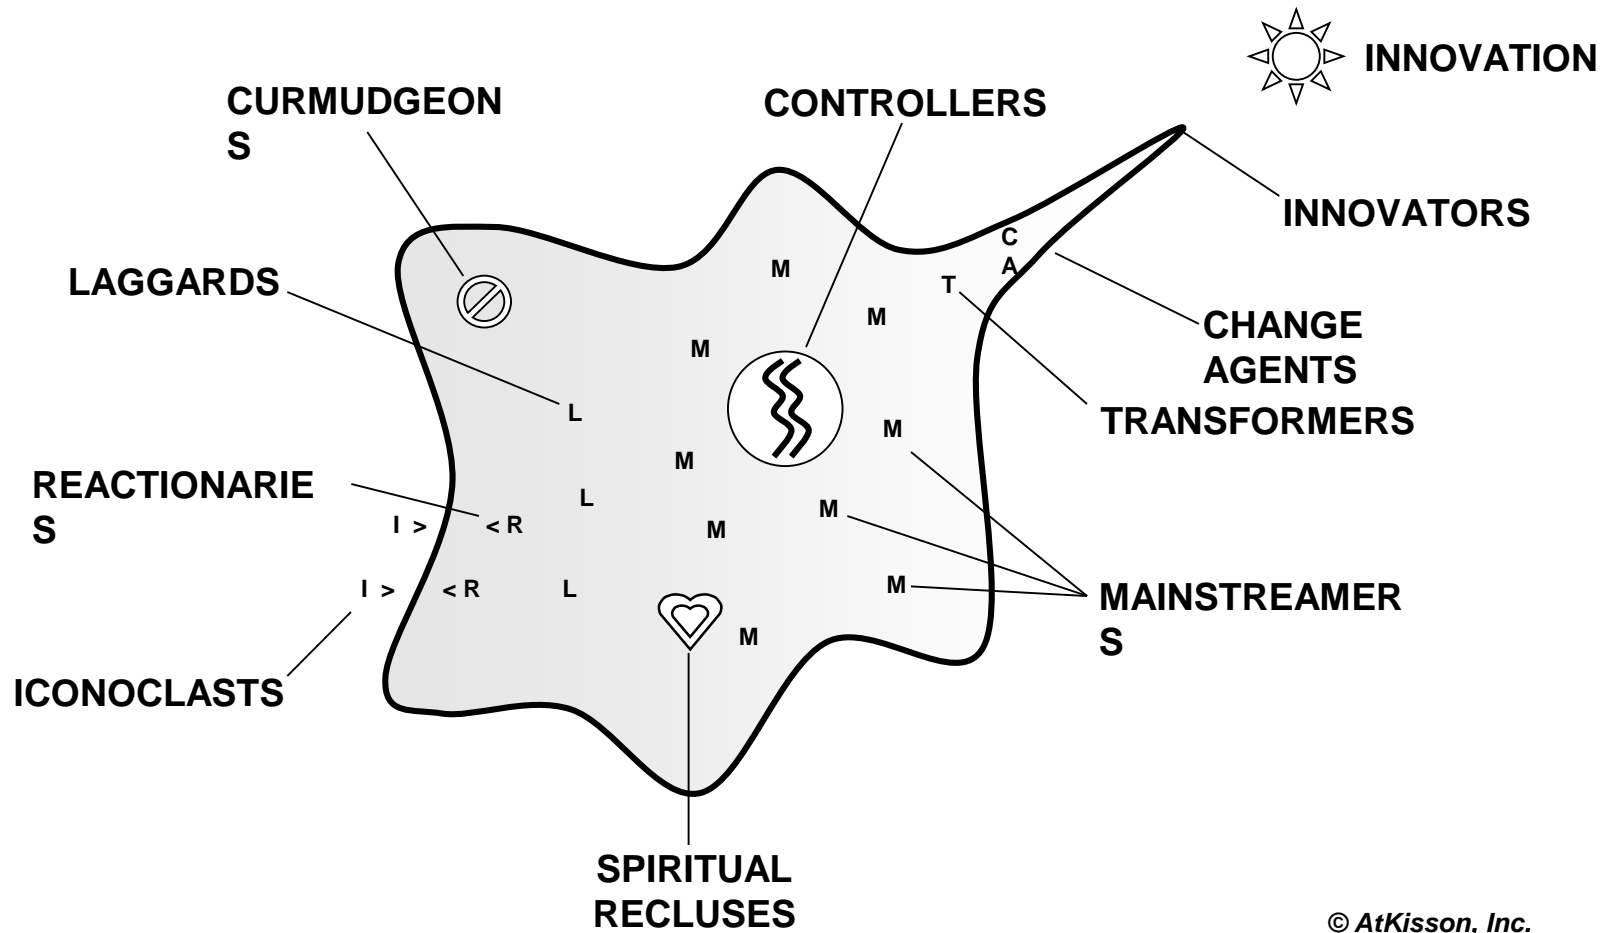 INNOVATION
CURMUDGEON
S
CONTROLLERS
INNOVATORS
C
A
LAGGARDS
M
T
M
CHANGE
AGENTS
M
L
M
TRANSFORMERS
M
REACTIONARIE
S
L
M
I > < R
M
I > < R
L
M
MAINSTREAMER
S
M
ICONOCLASTS
SPIRITUAL
RECLUSES
© AtKisson, Inc.